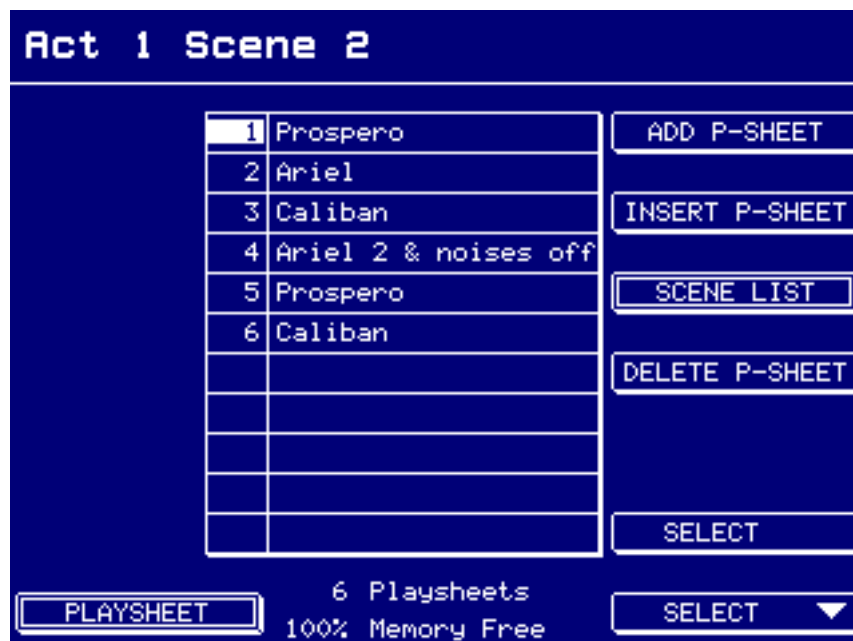 Act 1 Scene 2
1 Prospero
2 Ariel
3 Caliban
4 Ariel 2 & noises off
5 Prospero
6 Caliban
ADD P-SHEET
INSERT P-SHEET
SCENE LIST
DELETE P-SHEET
SELECT
PLAYSHEET
6 Playsheets
100% Memory Free
SELECT